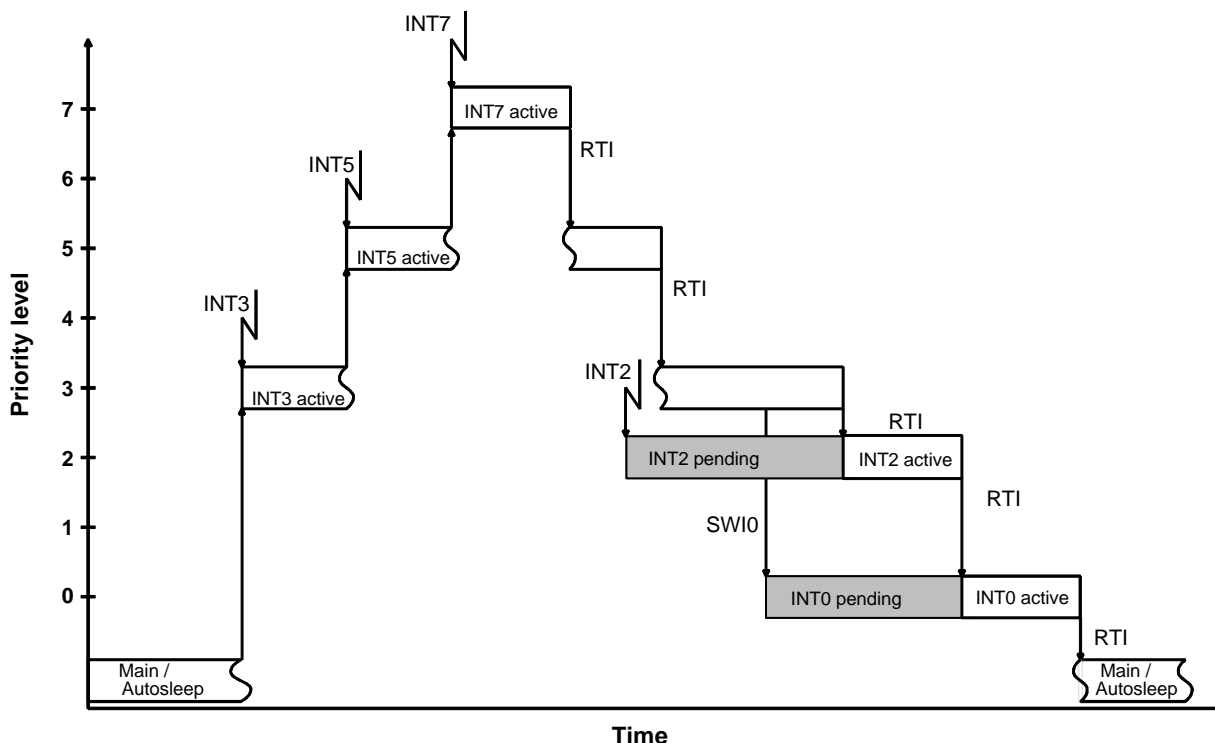 INT7
7
INT7 active
RTI
INT5
6
5
INT5 active
RTI
INT3
4
Priority level
INT2
3
INT3 active
RTI
2
INT2 pending
INT2 active
RTI
1
SWI0
0
INT0 pending
INT0 active
RTI
Main /
Autosleep
Main /
Autosleep
Time